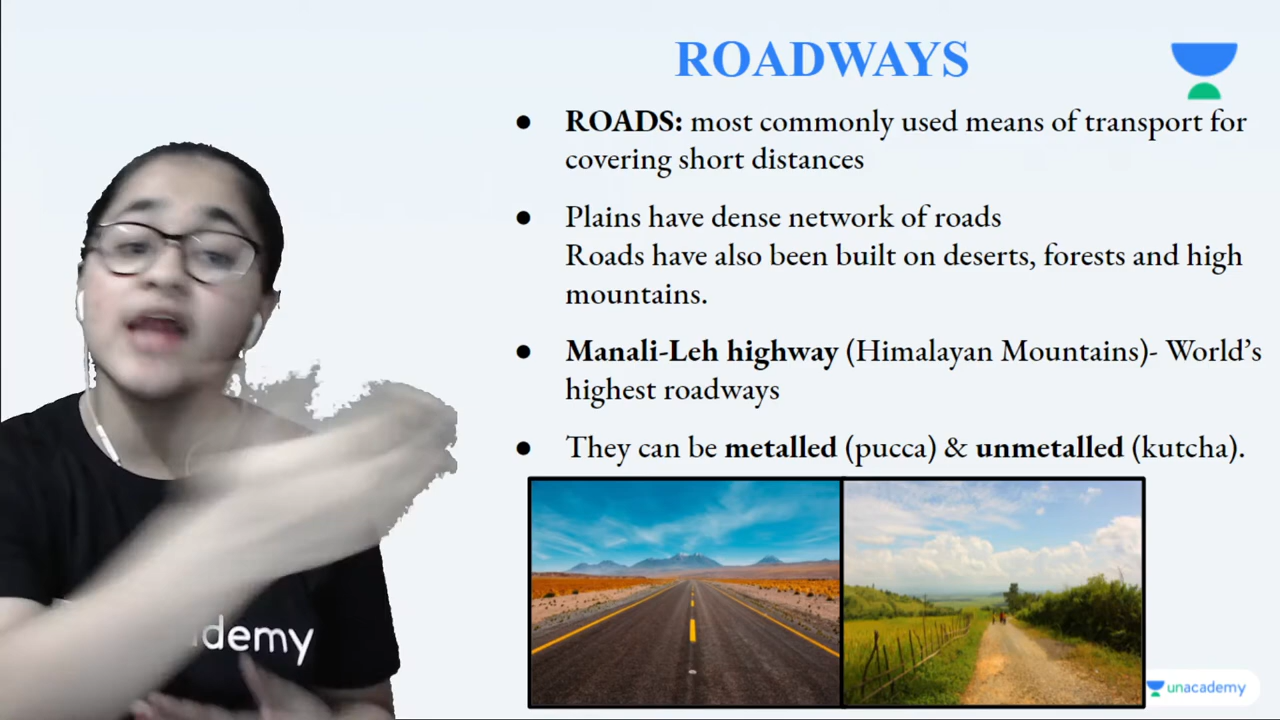 ROADWAYS
● ROADS: most commonly used means of transport for
covering short distances
● Plains have dense network of roads
Roads have also been built on deserts, forests and high
mountains.
● Manali-Leh highway (Himalayan Mountains)- World’s
highest roadways
● They can be metalled (pucca) & unmetalled (kutcha).
demy
unacademy